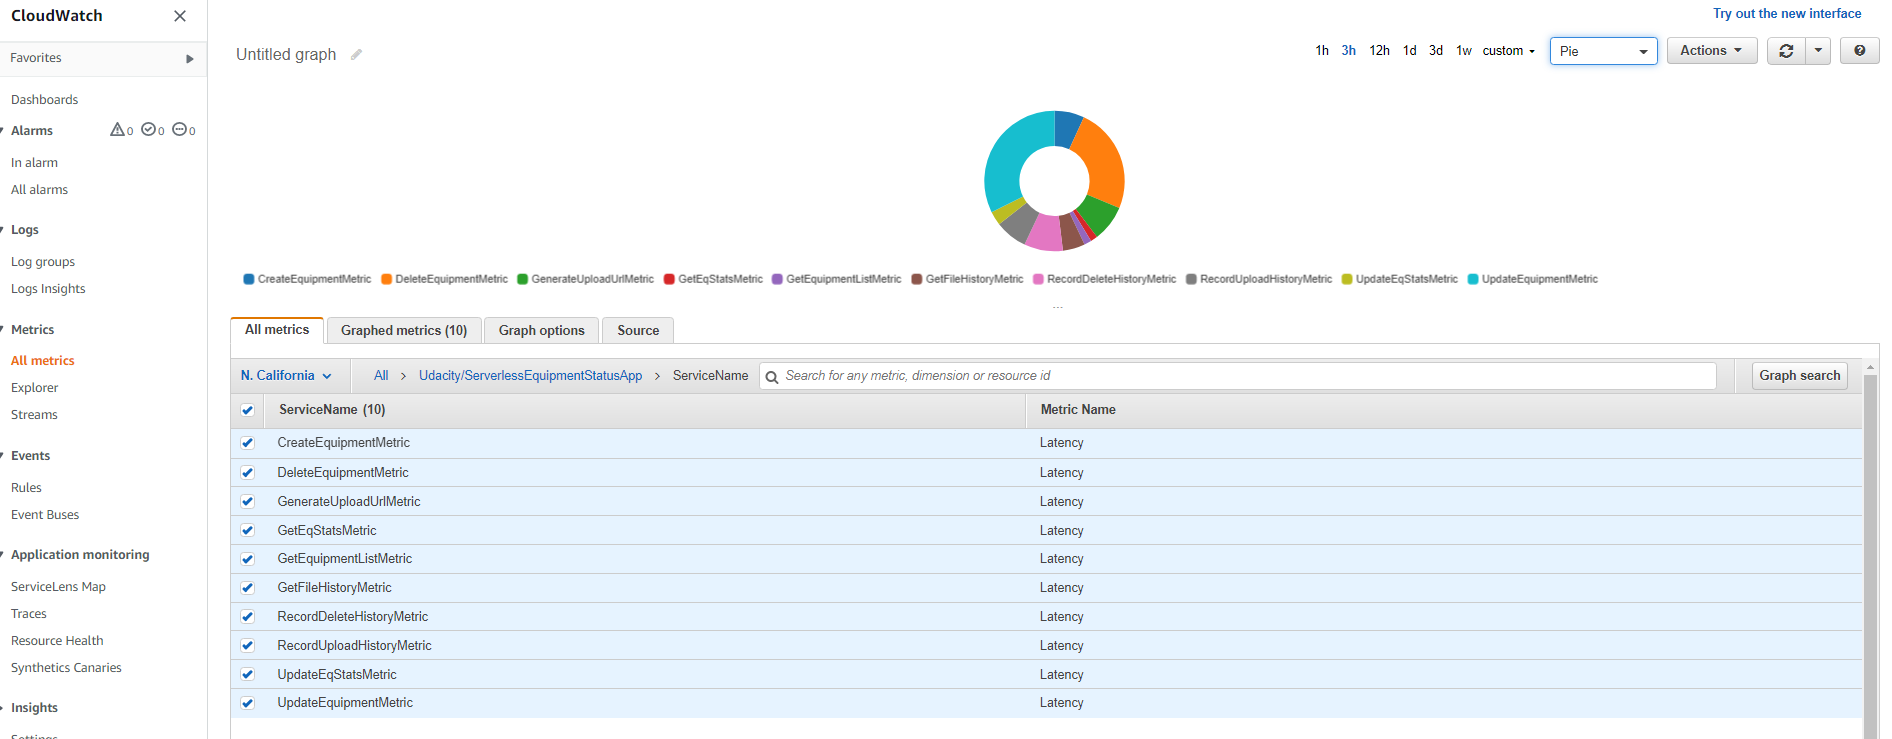 CloudWatch
Favorites
Dashboards
Alarms 0 0 0
In alarm
All alarms
Logs
Log groups
Logs Insights
Metrics
All metrics
Explorer
Streams
Events
Rules
Event Buses
Application monitoring
ServiceLens Map
Traces
Resource Health
Synthetics Canaries
Insights
Settings
Try out the new interface
Untitled graph
1h 3h 12h 1d 3d 1w custom Pie Actions
CreateEquipmentMetric DeleteEquipmentMetric GenerateUploadUrlMetric GetEqStatsMetric GetEquipmentListMetric GetFileHistoryMetric RecordDeleteHistoryMetric RecordUploadHistoryMetric UpdateEqStatsMetric UpdateEquipmentMetric
...
All metrics Graphed metrics (10) Graph options Source
N. California All > Udacity/ServerlessEquipmentStatusApp > ServiceName Search for any metric, dimension or resource id Graph search
ServiceName (10) Metric Name
CreateEquipmentMetric Latency
DeleteEquipmentMetric Latency
GenerateUploadUrlMetric Latency
GetEqStatsMetric Latency
GetEquipmentListMetric Latency
GetFileHistoryMetric Latency
RecordDeleteHistoryMetric Latency
RecordUploadHistoryMetric Latency
UpdateEqStatsMetric Latency
UpdateEquipmentMetric Latency